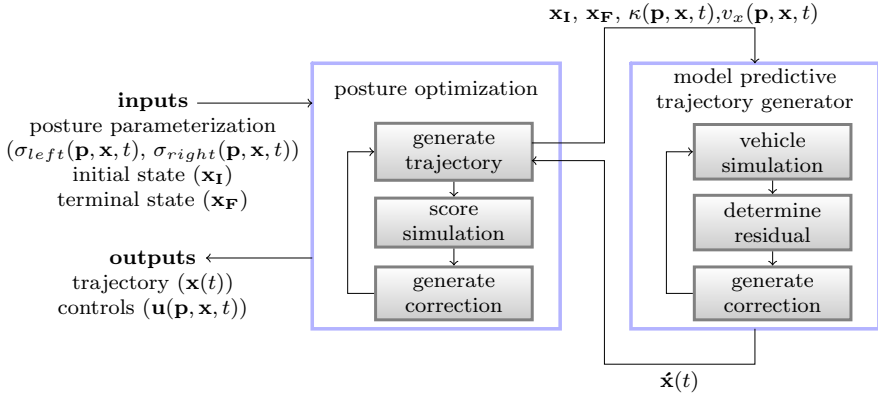 𝐱_𝐈, 𝐱_𝐅, κ(𝐩, 𝐱, t),v_x(𝐩, 𝐱, t)
inputs
posture parameterization
(σ_left(𝐩, 𝐱, t), σ_right(𝐩, 𝐱, t))
initial state (𝐱_𝐈)
terminal state (𝐱_𝐅)
outputs
trajectory (𝐱(t))
controls (𝐮(𝐩, 𝐱, t))
posture optimization
generate
trajectory
score
simulation
generate
correction
model predictive
trajectory generator
vehicle
simulation
determine
residual
generate
correction
𝐱́(t)